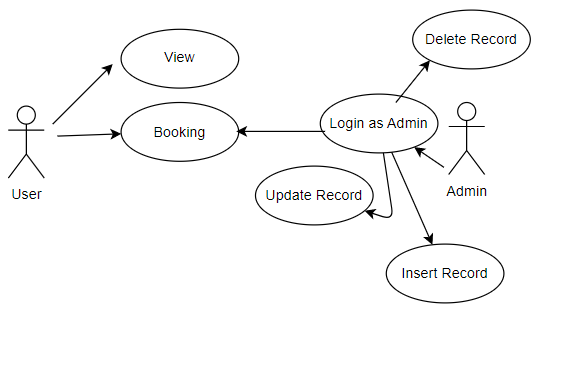 Delete Record
View
Login as Admin
Booking
User
Update Record
Admin
Insert Record